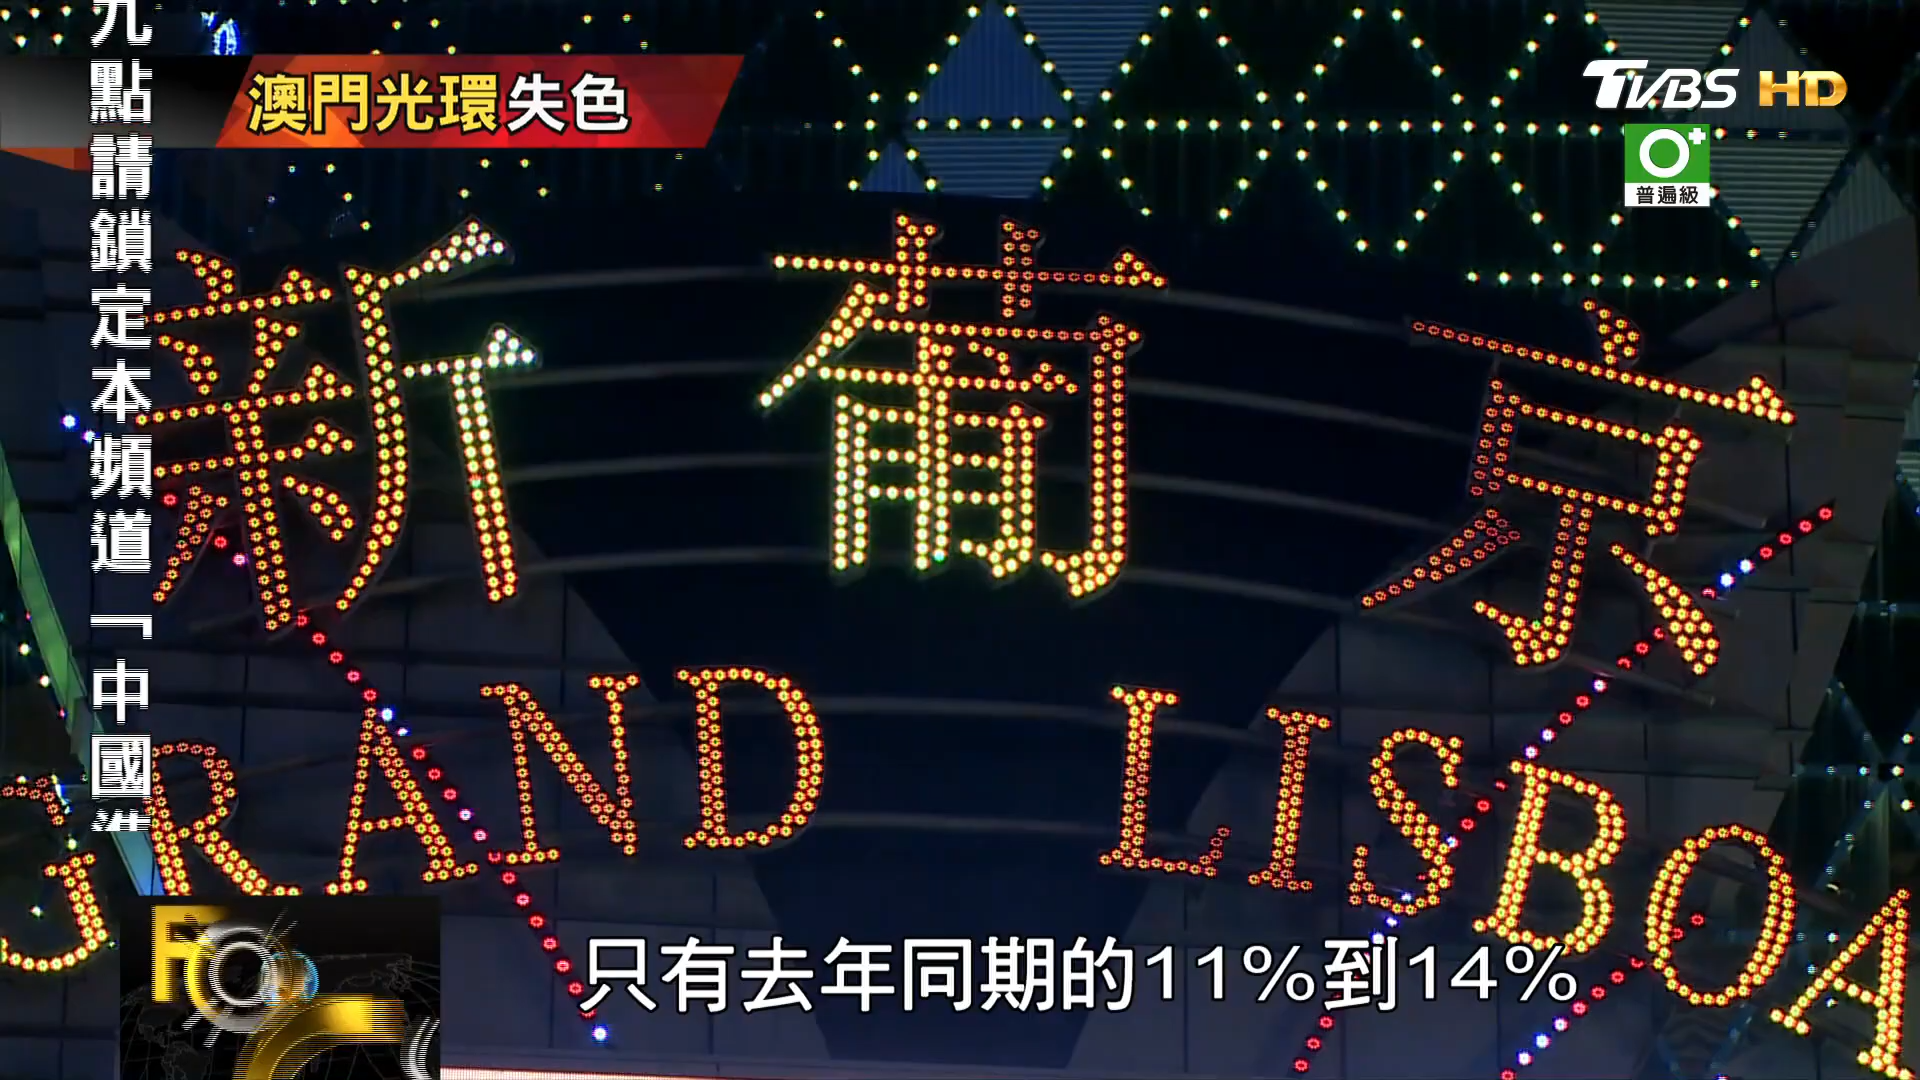 澳門光環失色
TVBS HD
普遍級
九點請鎖定本頻道「中國進
新葡京
GRAND LISBOA
只有去年同期的11%到14%